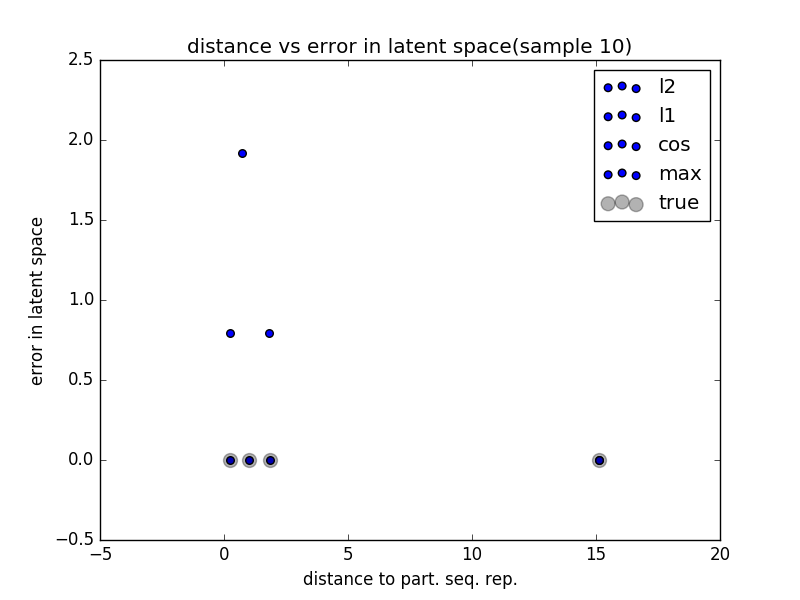 distance vs error in latent space(sample 10)
2.5
2.0
1.5
1.0
0.5
0.0
−0.5
error in latent space
l2
l1
cos
max
true
−5
0
5
10
15
20
distance to part. seq. rep.